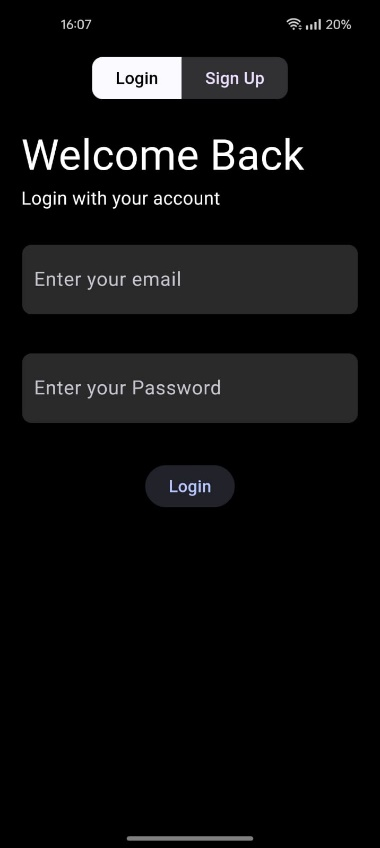 16:07 20%
Login Sign Up
Welcome Back
Login with your account
Enter your email
Enter your Password
Login